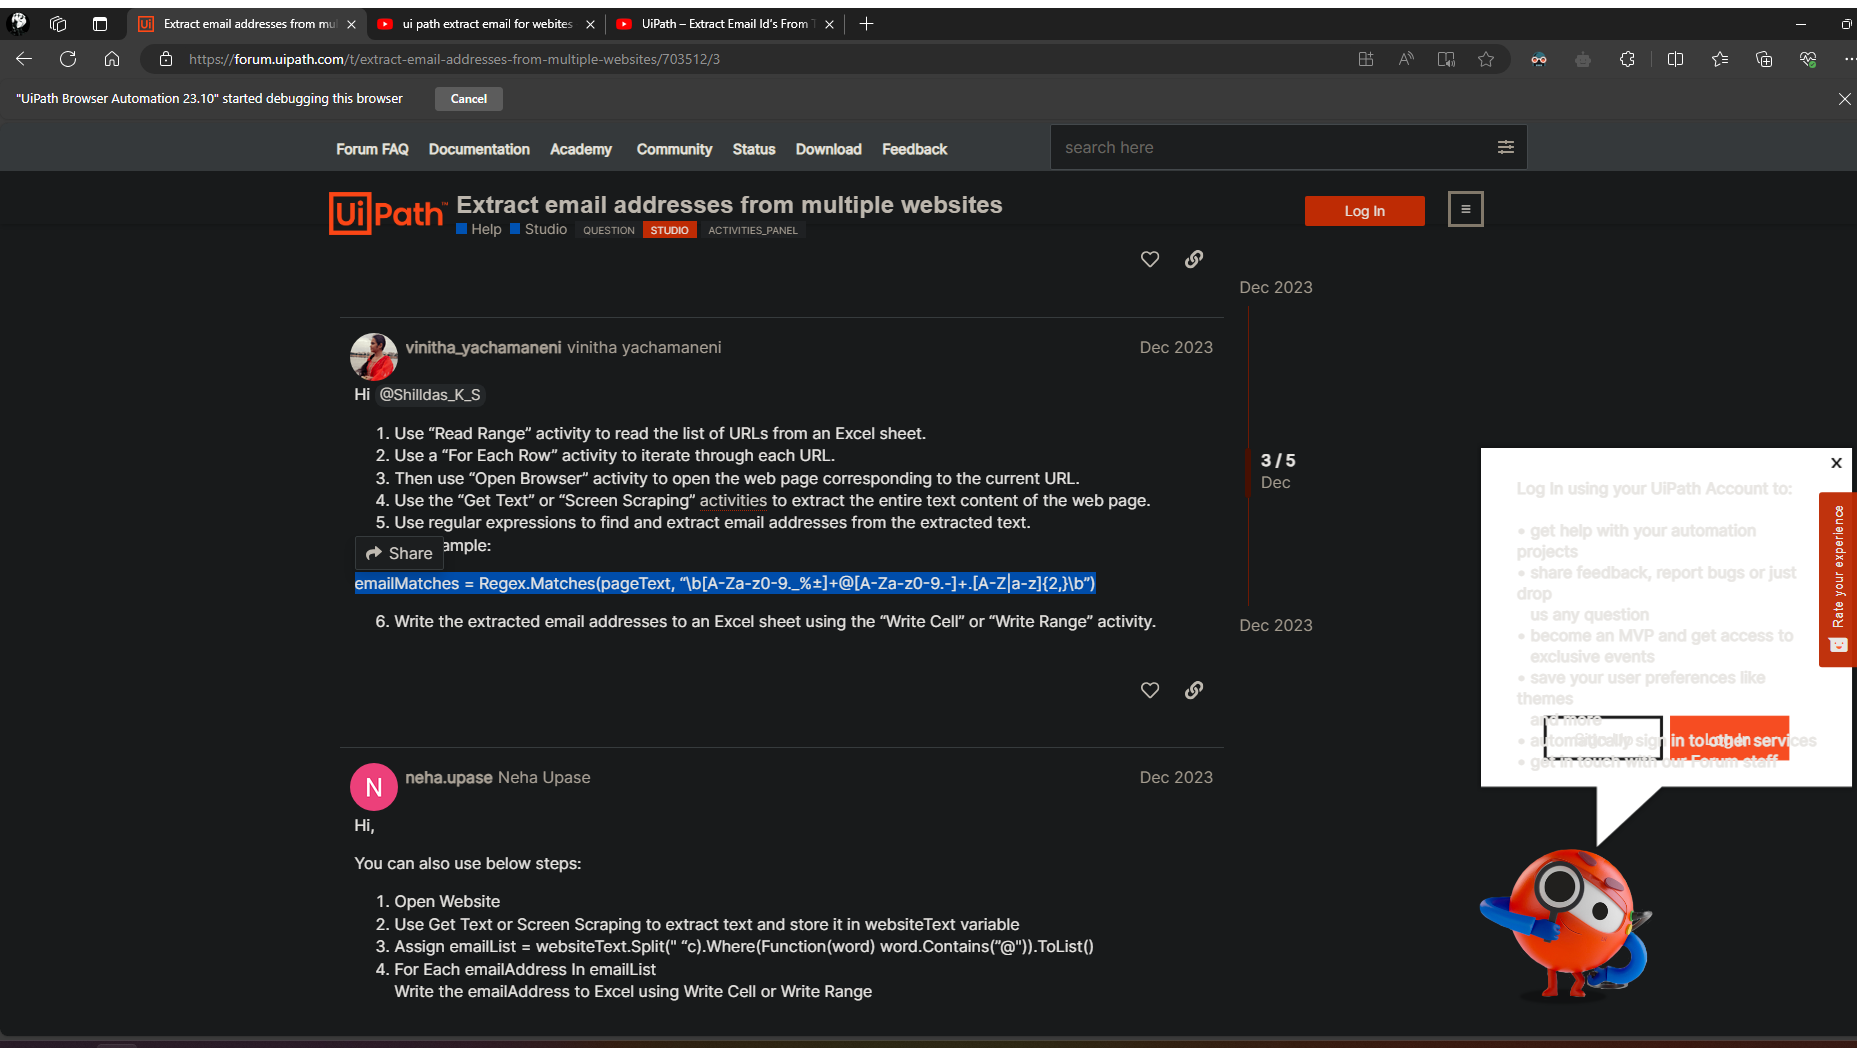 Extract email addresses from mul
ui path extract email for webites
UiPath – Extract Email Id's From T
https://forum.uipath.com/t/extract-email-addresses-from-multiple-websites/703512/3
"UiPath Browser Automation 23.10" started debugging this browser
Cancel
Forum FAQ Documentation Academy Community Status Download Feedback
search here
UiPath™
Extract email addresses from multiple websites
Help Studio QUESTION STUDIO ACTIVITIES_PANEL
Log In
Dec 2023
vinitha_yachamaneni vinitha yachamaneni
Dec 2023
Hi @Shilldas_K_S
1. Use “Read Range” activity to read the list of URLs from an Excel sheet.
2. Use a “For Each Row” activity to iterate through each URL.
3. Then use “Open Browser” activity to open the web page corresponding to the current URL.
4. Use the “Get Text” or “Screen Scraping” activities to extract the entire text content of the web page.
5. Use regular expressions to find and extract email addresses from the extracted text.
Share
ample:
emailMatches = Regex.Matches(pageText, “\b[A-Za-z0-9._%±]+@[A-Za-z0-9.-]+.[A-Z|a-z]{2,}\b”)
6. Write the extracted email addresses to an Excel sheet using the “Write Cell” or “Write Range” activity.
3 / 5
Dec
Dec 2023
neha.upase Neha Upase
Dec 2023
N
Hi,
You can also use below steps:
1. Open Website
2. Use Get Text or Screen Scraping to extract text and store it in websiteText variable
3. Assign emailList = websiteText.Split(" “c).Where(Function(word) word.Contains(”@")).ToList()
4. For Each emailAddress In emailList
Write the emailAddress to Excel using Write Cell or Write Range
x
Log In using your UiPath Account to:
• get help with your automation
projects
• share feedback, report bugs or just
drop
us any question
• become an MVP and get access to
exclusive events
• save your user preferences like
themes
and more
• automatically sign in to other services
• get in touch with our Forum staff
Log In
Rate your experience